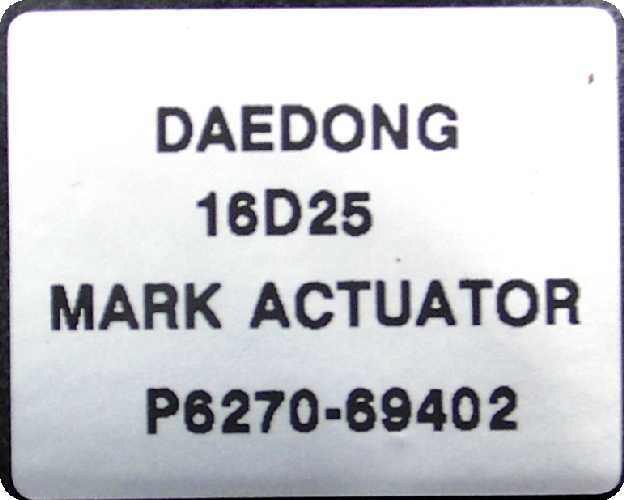 DAEDONG
16D25
MARK ACTUATOR
P6270-69402